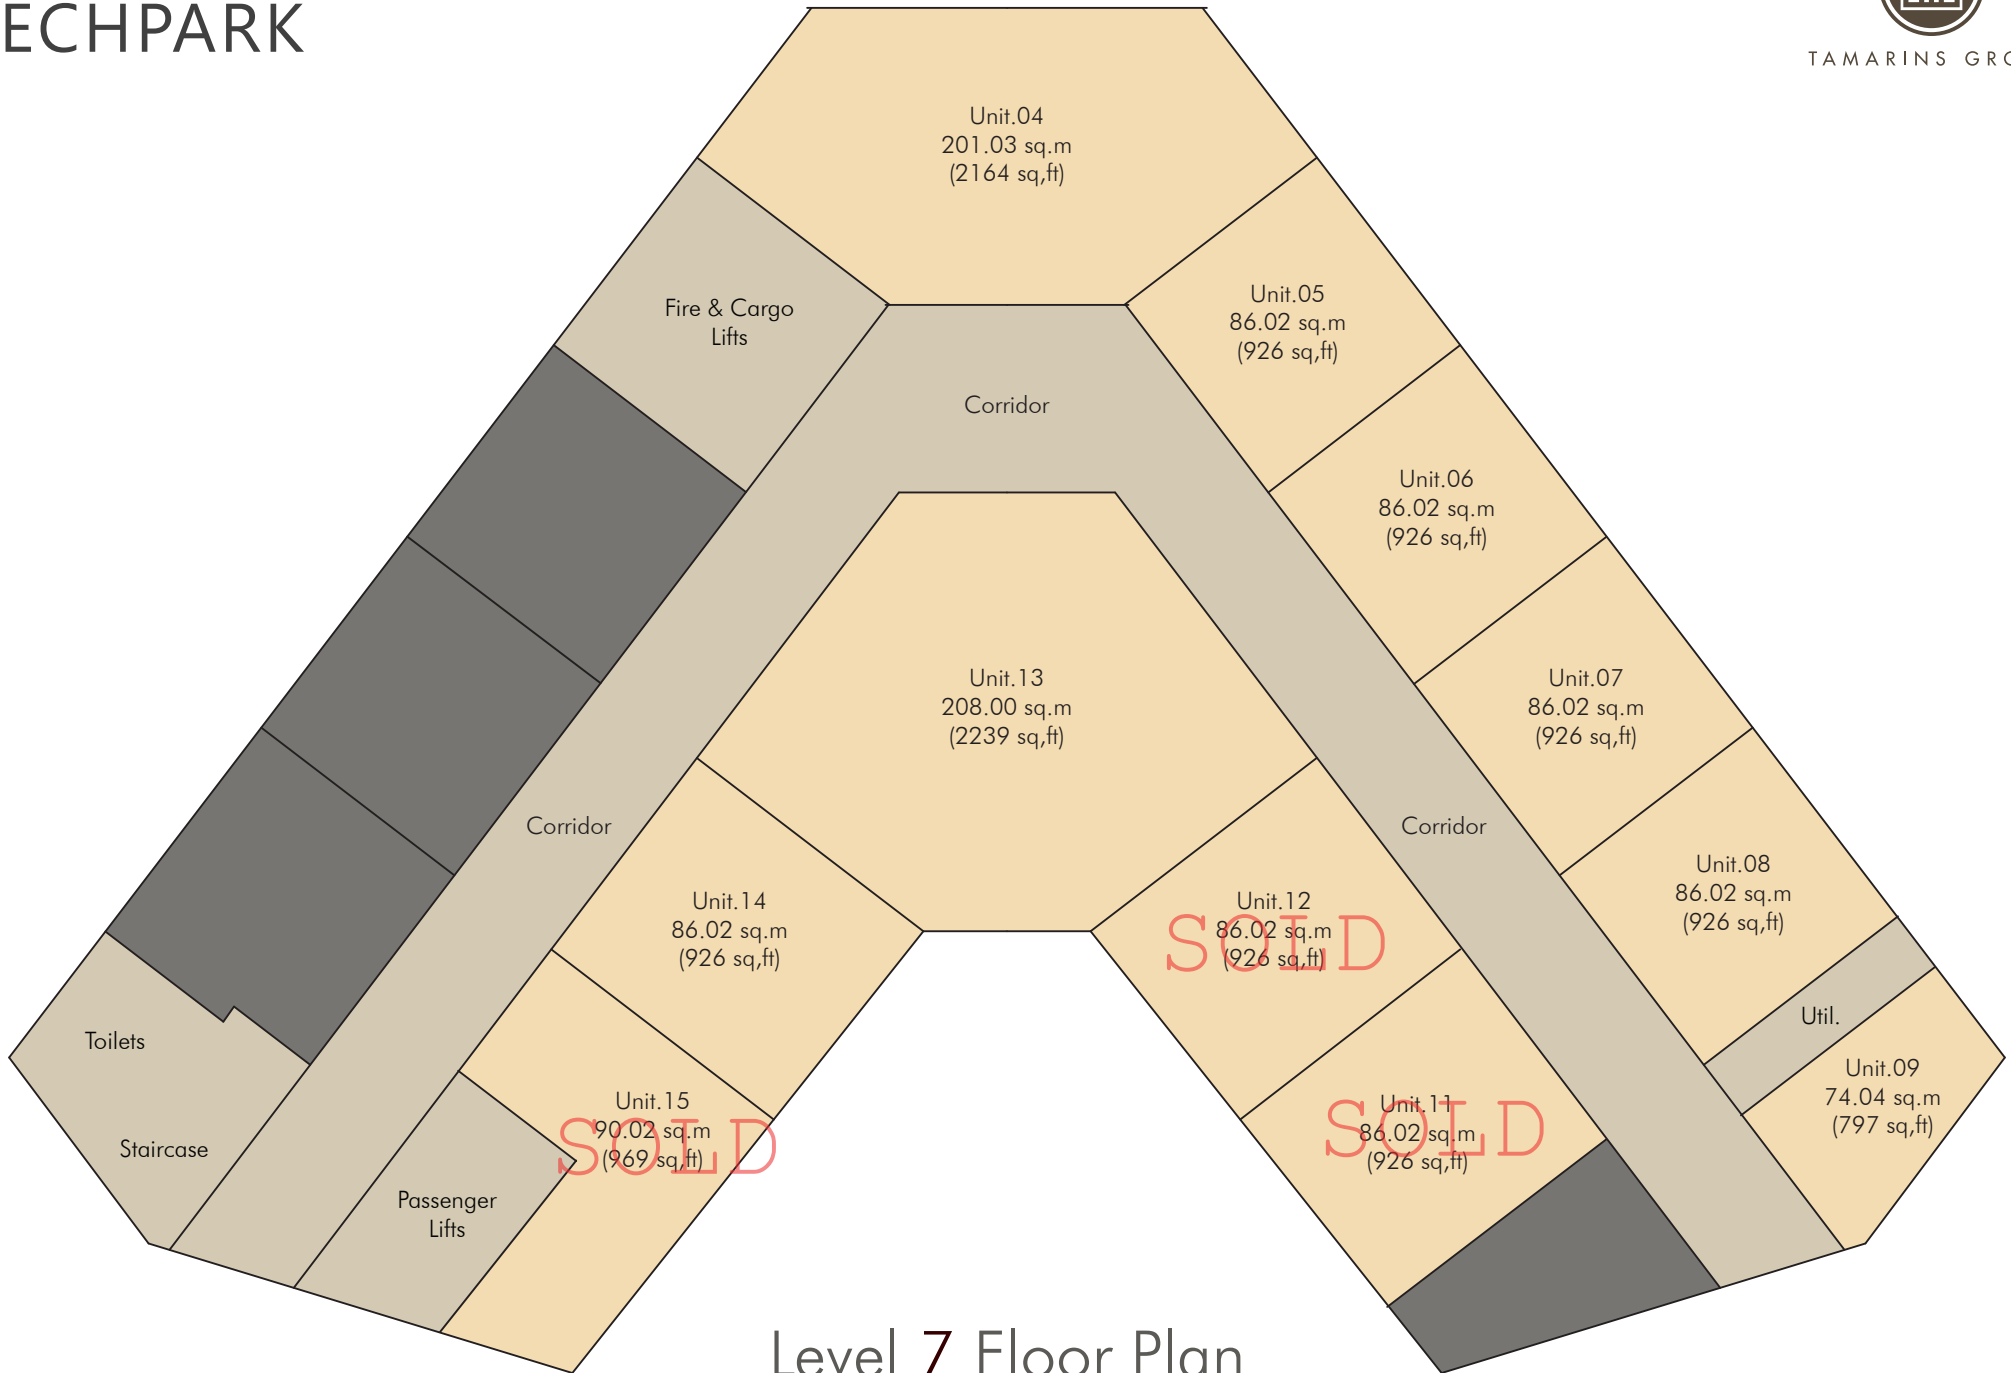 ECHPARK
TAMARINS GRO
Unit.04
201.03 sq.m
(2164 sq,ft)
Fire & Cargo
Lifts
Unit.05
86.02 sq.m
(926 sq,ft)
Corridor
Unit.06
86.02 sq.m
(926 sq,ft)
Unit.13
208.00 sq.m
(2239 sq,ft)
Unit.07
86.02 sq.m
(926 sq,ft)
Corridor
Corridor
Unit.08
86.02 sq.m
(926 sq,ft)
Unit.14
86.02 sq.m
(926 sq,ft)
Unit.12
86.02 sq.m
(926 sq,ft)
SOLD
Util.
Toilets
Unit.09
74.04 sq.m
(797 sq,ft)
Unit.15
90.02 sq.m
(969 sq,ft)
SOLD
Unit.11
86.02 sq.m
(926 sq,ft)
SOLD
Staircase
Passenger
Lifts
Level 7 Floor Plan